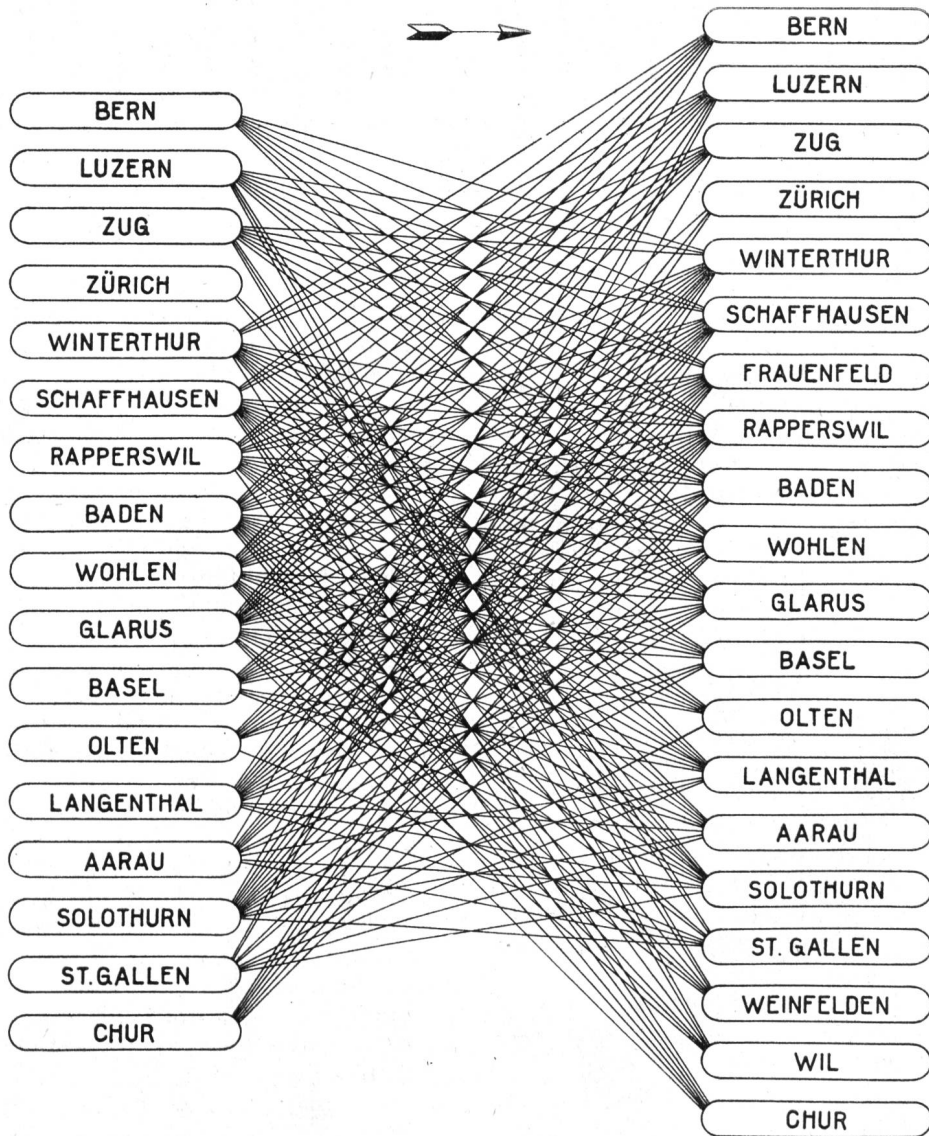 BERN
LUZERN
ZUG
ZÜRICH
WINTERTHUR
SCHAFFHAUSEN
RAPPERSWIL
BADEN
WOHLEN
GLARUS
BASEL
OLTEN
LANGENTHAL
AARAU
SOLOTHURN
ST.GALLEN
CHUR
BERN
LUZERN
ZUG
ZÜRICH
WINTERTHUR
SCHAFFHAUSEN
FRAUENFELD
RAPPERSWIL
BADEN
WOHLEN
GLARUS
BASEL
OLTEN
LANGENTHAL
AARAU
SOLOTHURN
ST. GALLEN
WEINFELDEN
WIL
CHUR